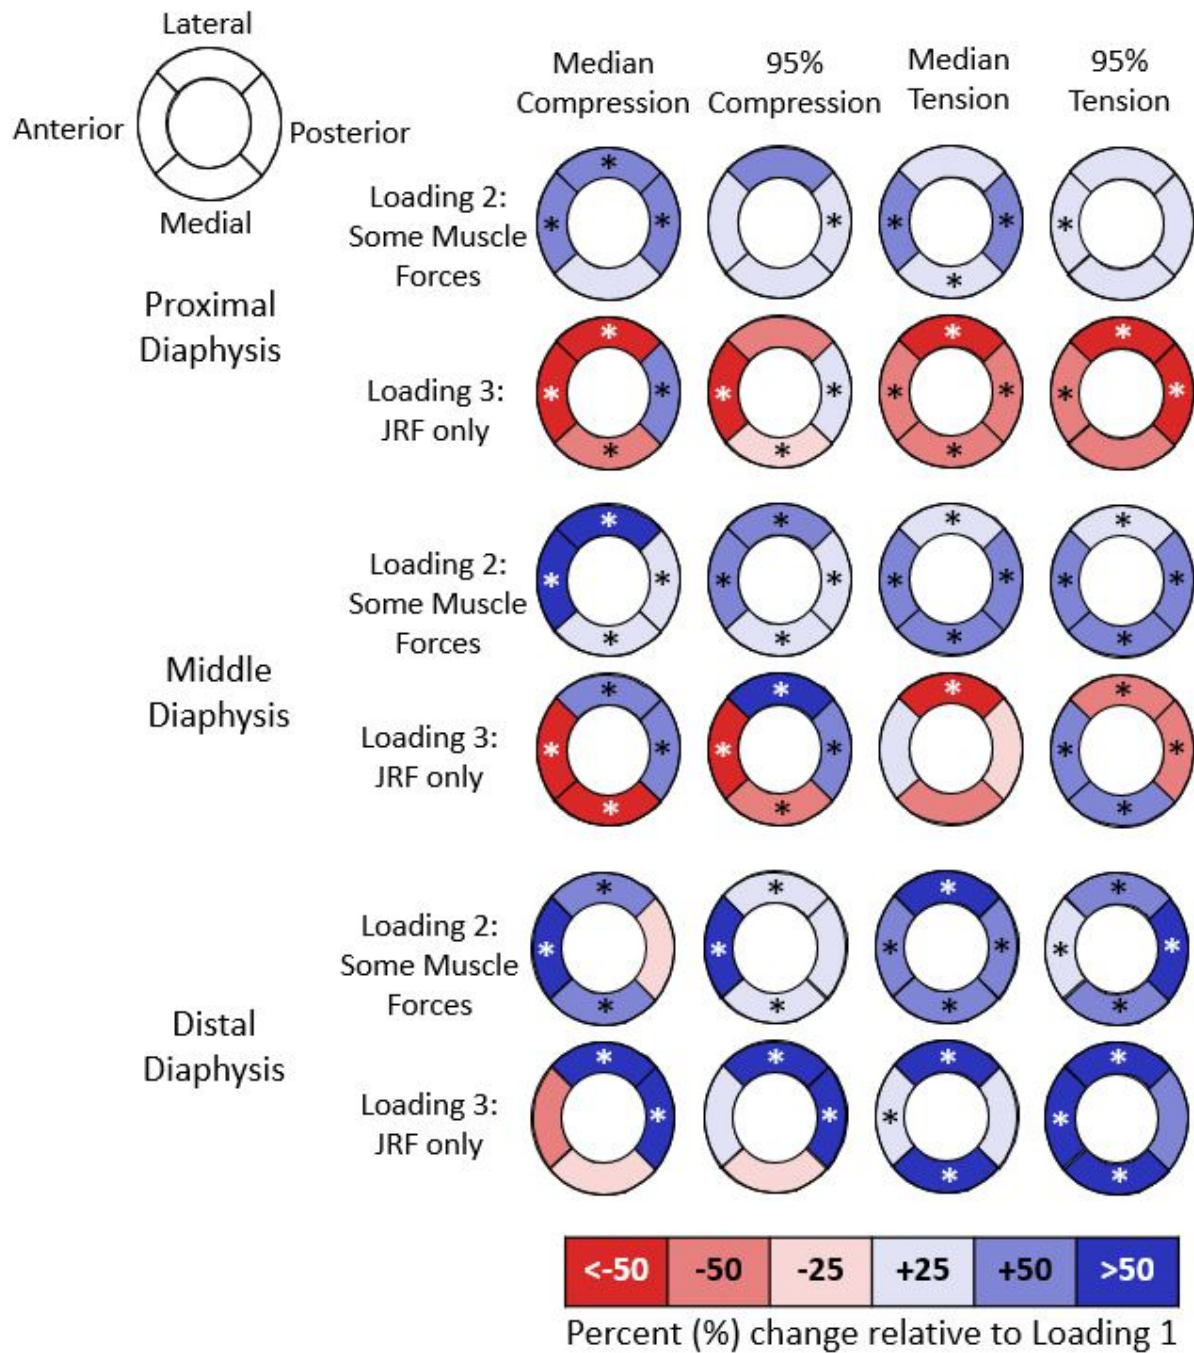 Lateral
Anterior
Posterior
Medial
Median
Compression
95%
Compression
Median
Tension
95%
Tension
Proximal
Diaphysis
Loading 2:
Some Muscle
Forces
* * *
*
* * *
*
Loading 3:
JRF only
* * * *
* * *
* * * *
* * *
Middle
Diaphysis
Loading 2:
Some Muscle
Forces
* * * *
* * * *
* * * *
* * * *
Loading 3:
JRF only
* * * *
* * * *
*
* * * *
Distal
Diaphysis
Loading 2:
Some Muscle
Forces
* * *
* * *
* * * *
* * * *
Loading 3:
JRF only
* *
* *
* * *
* * *
<-50 -50 -25 +25 +50 >50
Percent (%) change relative to Loading 1